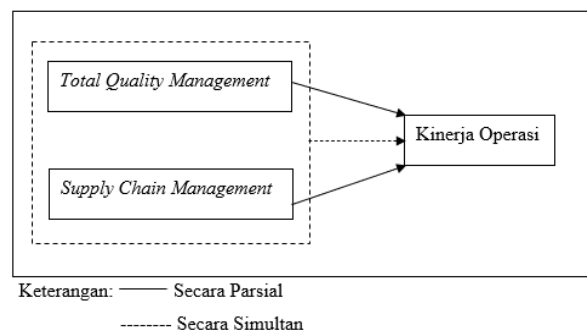 Total Quality Management
Kinerja Operasi
Supply Chain Management
Keterangan: Secara Parsial
Secara Simultan